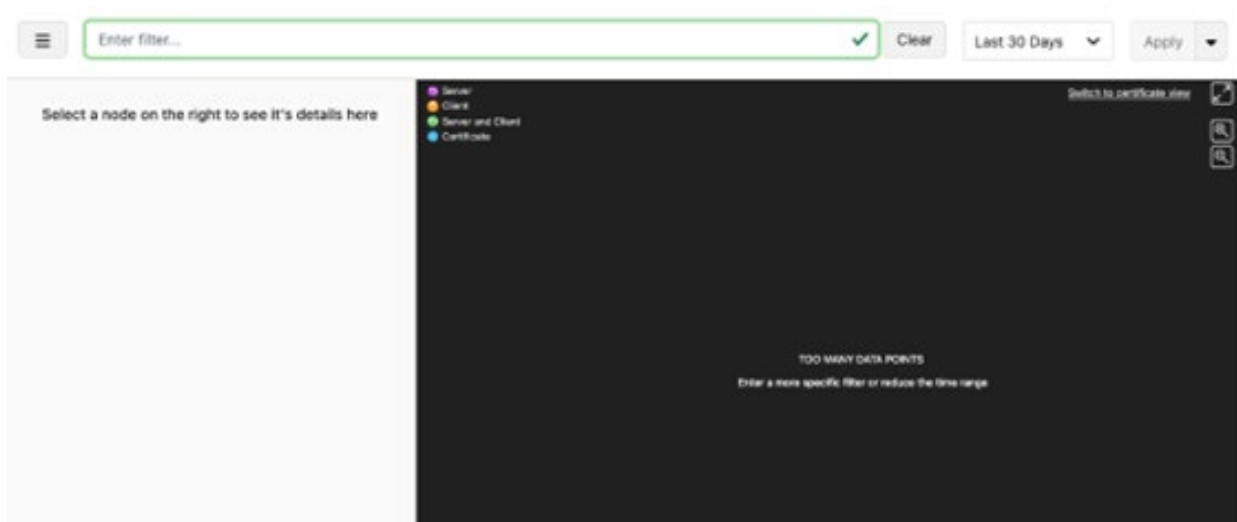 Enter filter...
Clear
Last 30 Days
Apply
Select a node on the right to see it's details here
Server
Client
Server and Client
Certificate
Switch to certificate view
TOO MANY DATA POINTS
Enter a more specific filter or reduce the time range